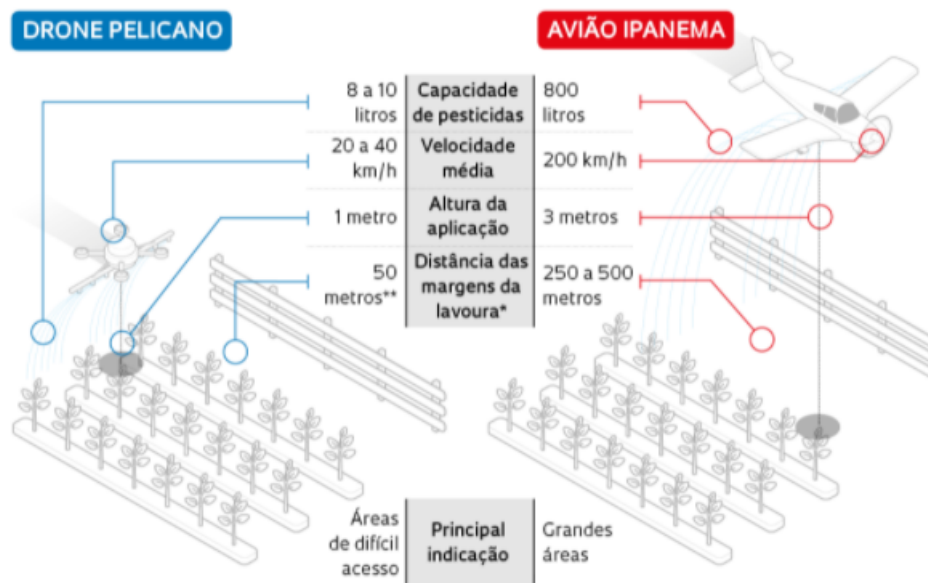 DRONE PELICANO
AVIÃO IPANEMA
8 a 10
litros
Capacidade
de pesticidas
800
litros
20 a 40
km/h
Velocidade
média
200 km/h
1 metro
Altura da
aplicação
3 metros
50
metros**
Distância das
margens da
lavoura*
250 a 500
metros
Áreas
de difícil
acesso
Principal
indicação
Grandes
áreas